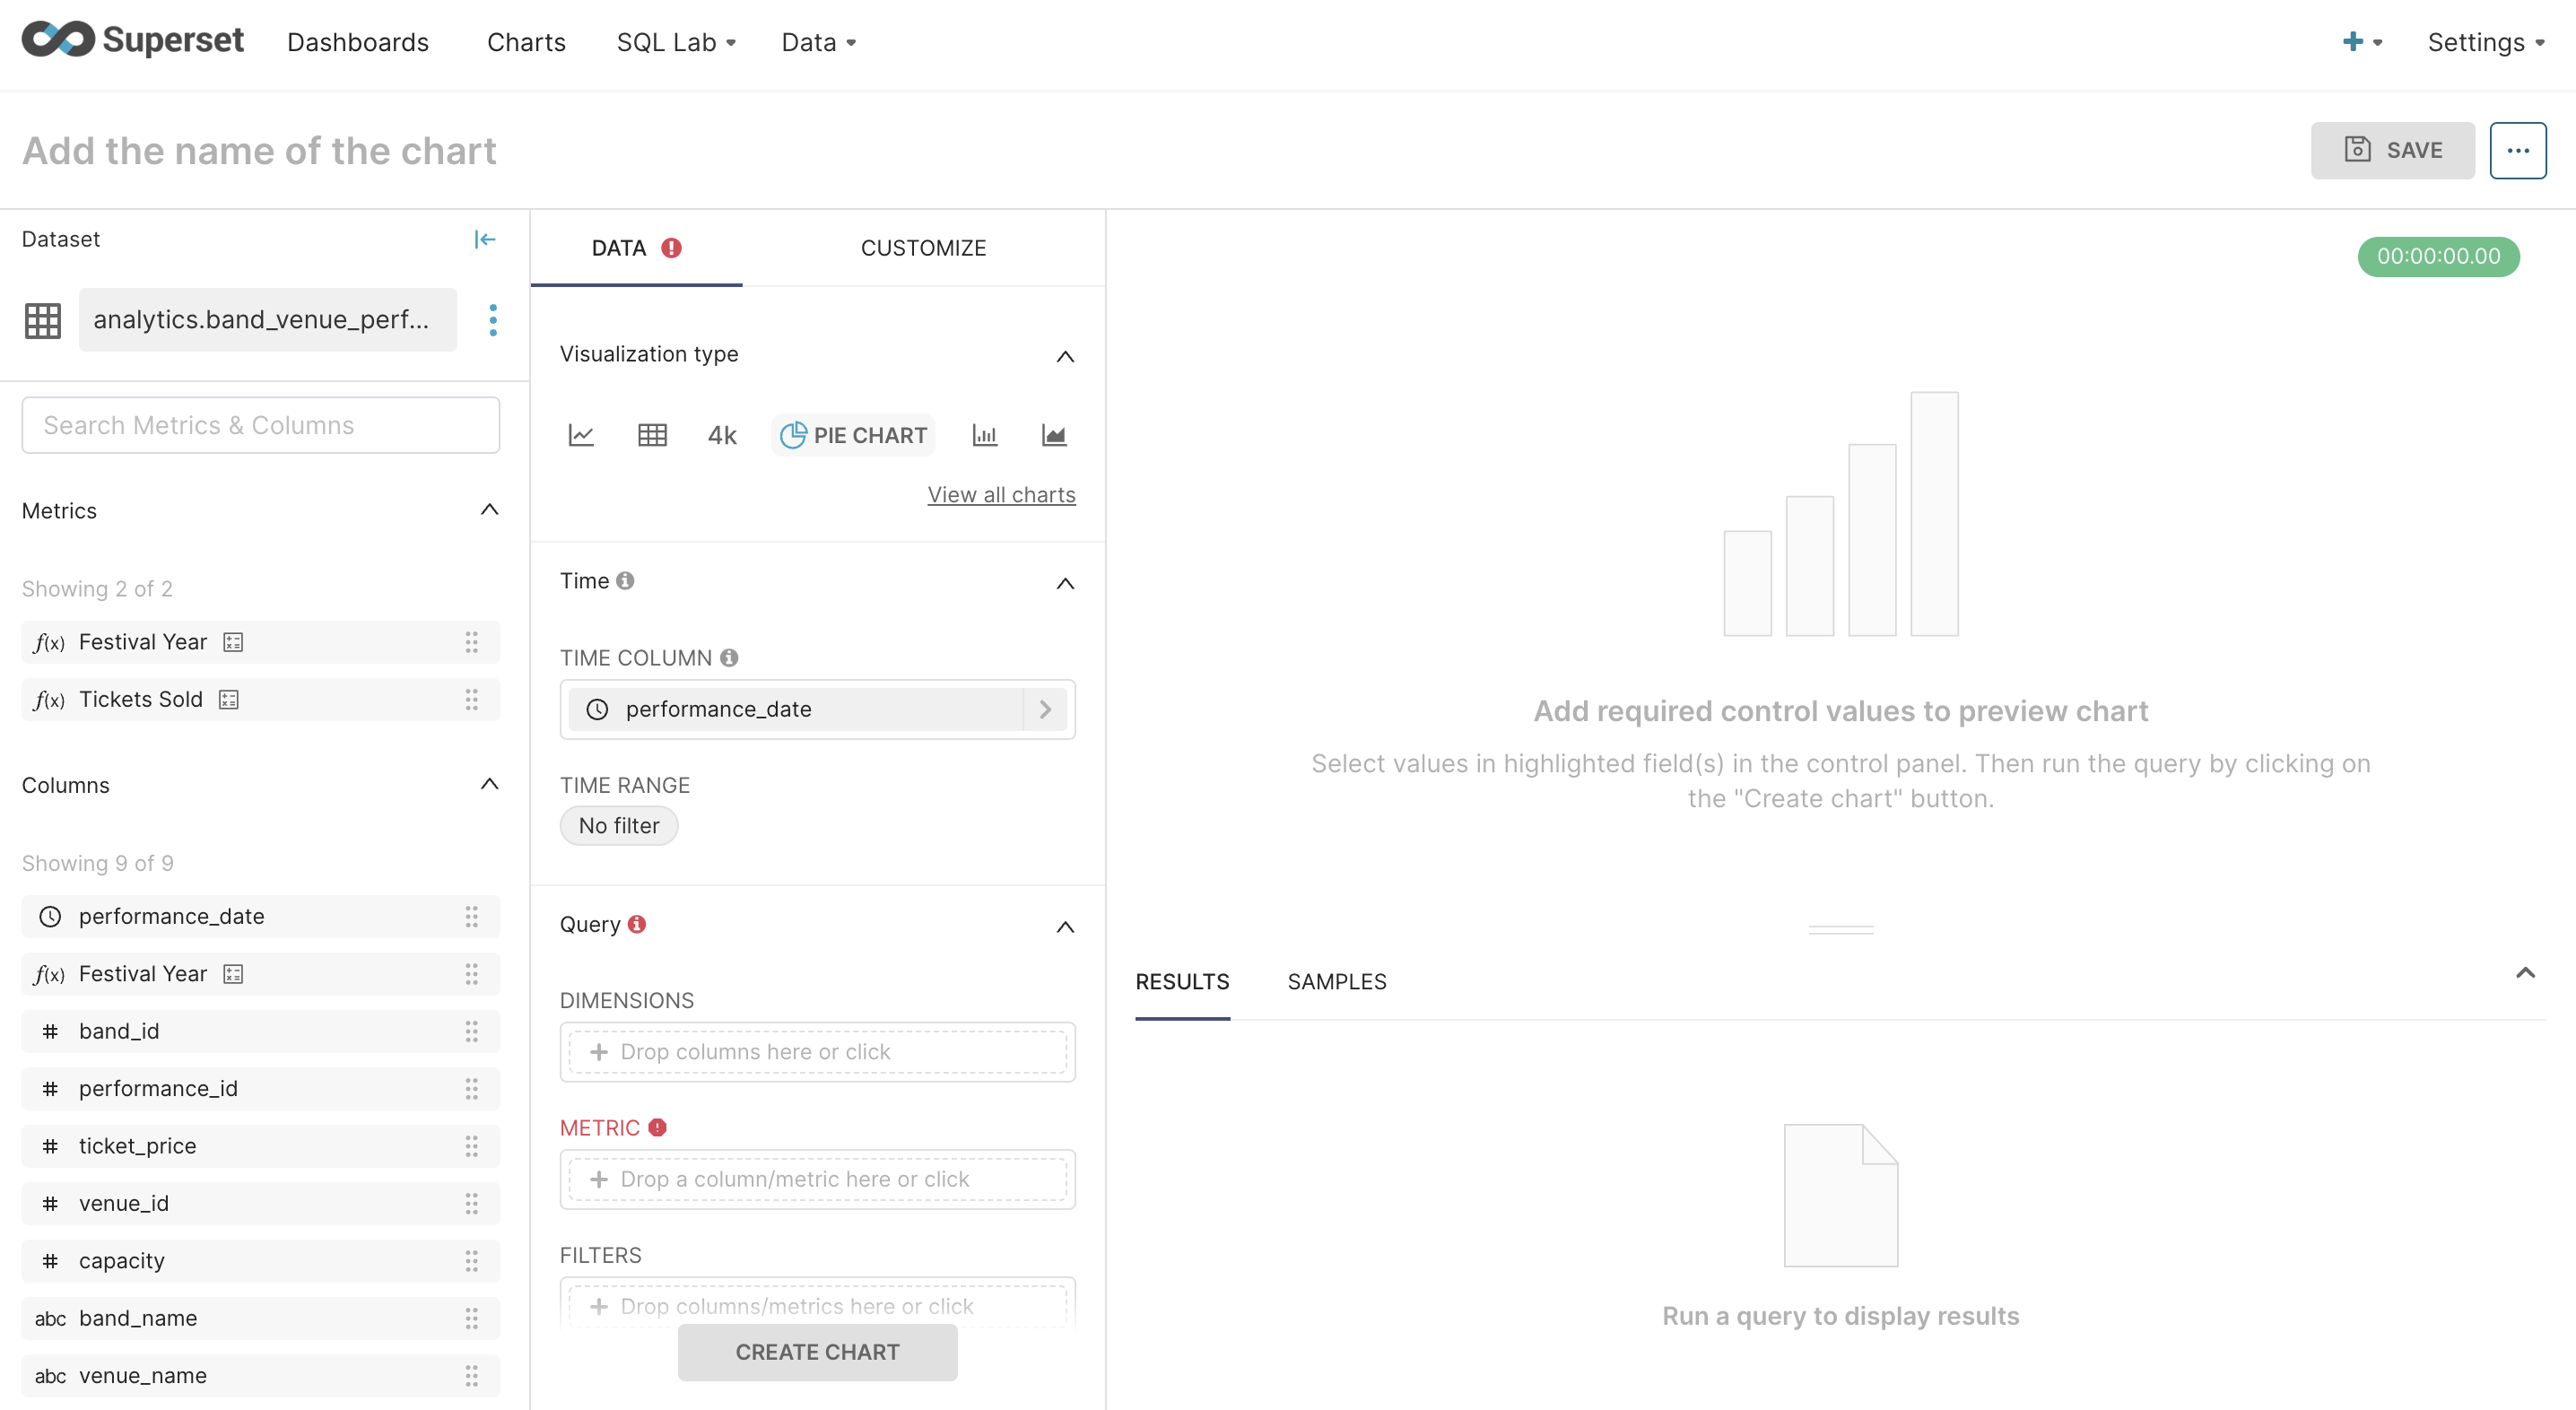 Superset
Dashboards
Charts
SQL Lab
Data
Settings
Add the name of the chart
SAVE
Dataset
analytics.band_venue_perf...
Search Metrics & Columns
Metrics
Showing 2 of 2
f(x) Festival Year
f(x) Tickets Sold
Columns
Showing 9 of 9
performance_date
f(x) Festival Year
# band_id
# performance_id
# ticket_price
# venue_id
# capacity
abc band_name
abc venue_name
DATA
CUSTOMIZE
Visualization type
4k
PIE CHART
View all charts
Time
TIME COLUMN
performance_date
TIME RANGE
No filter
Query
DIMENSIONS
+ Drop columns here or click
METRIC
+ Drop a column/metric here or click
FILTERS
+ Drop columns/metrics here or click
CREATE CHART
00:00:00.00
Add required control values to preview chart
Select values in highlighted field(s) in the control panel. Then run the query by clicking on
the "Create chart" button.
RESULTS
SAMPLES
Run a query to display results